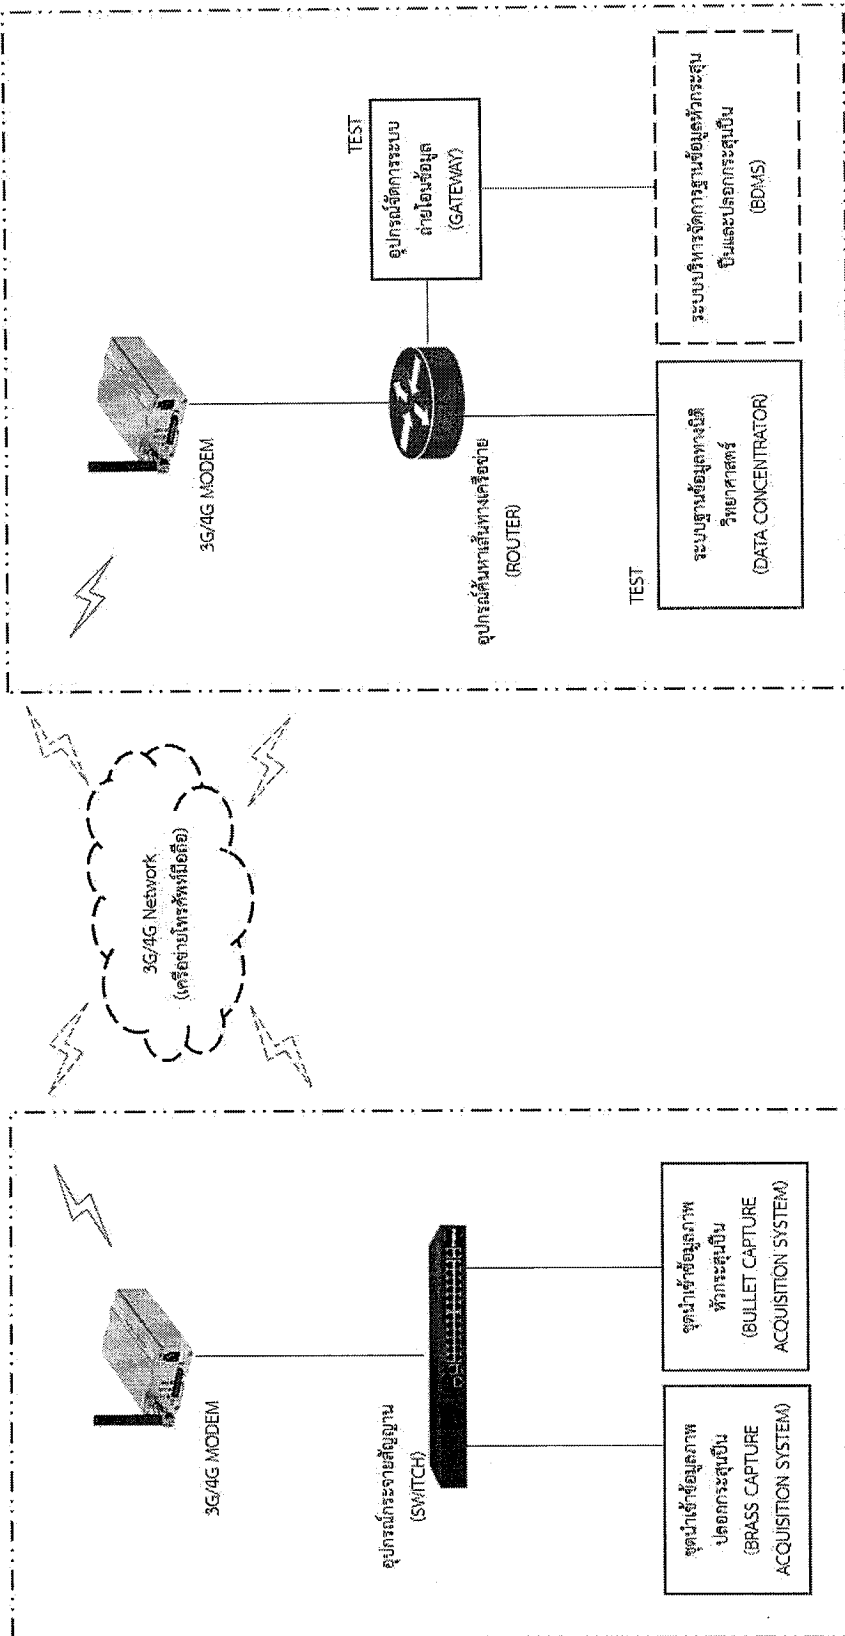 3G/4G MODEM
อุปกรณ์กระจายสัญญาณ
(SWITCH)
ชุดนำเข้าข้อมูลภาพ
ปลอกกระสุนปืน
(BRASS CAPTURE
ACQUISITION SYSTEM)
ชุดนำเข้าข้อมูลภาพ
หัวกระสุนปืน
(BULLET CAPTURE
ACQUISITION SYSTEM)
3G/4G Network
(เครือข่ายโทรศัพท์มือถือ)
3G/4G MODEM
อุปกรณ์ค้นหาเส้นทางเครือข่าย
(ROUTER)
TEST
อุปกรณ์จัดการระบบ
ถ่ายโอนข้อมูล
(GATEWAY)
TEST
ระบบฐานข้อมูลทางนิติ
วิทยาศาสตร์
(DATA CONCENTRATOR)
ระบบบริหารจัดการฐานข้อมูลหัวกระสุน
ปืนและปลอกกระสุนปืน
(BDMS)